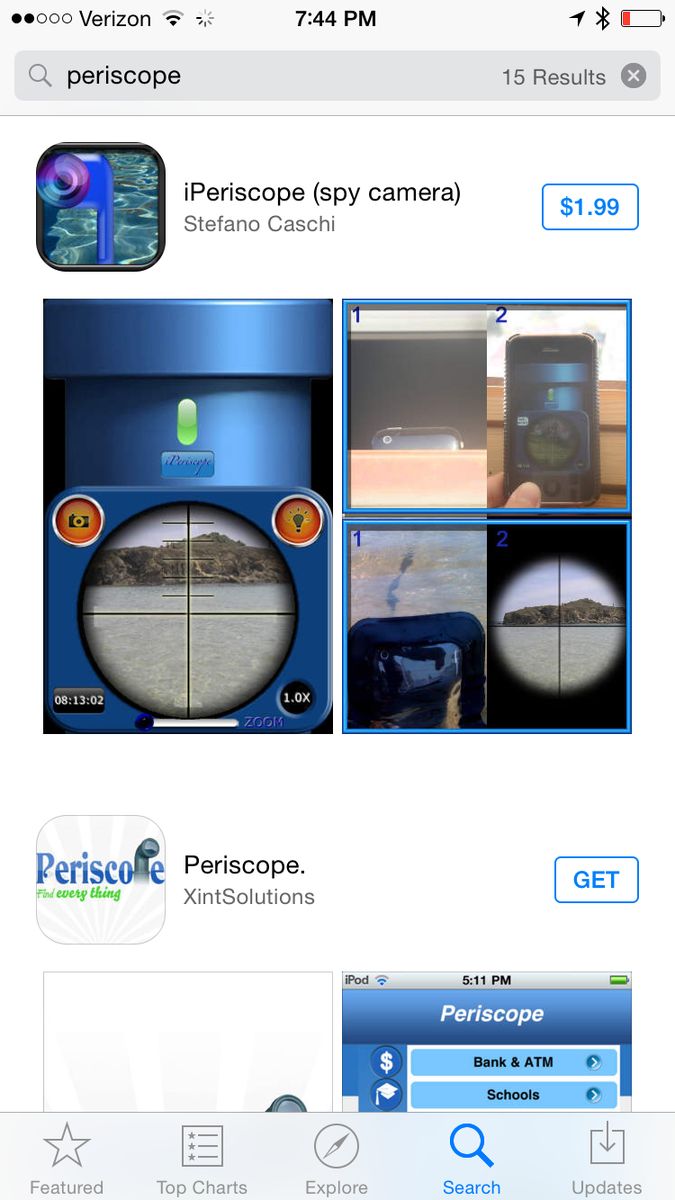 Verizon 7:44 PM
periscope 15 Results
iPeriscope (spy camera)
Stefano Caschi
$1.99
iPeriscope
08:13:02
1.0X
ZOOM
1 2
1 2
Periscope
Find every thing
Periscope.
XintSolutions
GET
iPod 5:11 PM
Periscope
$ Bank & ATM
Schools
Featured Top Charts Explore Search Updates